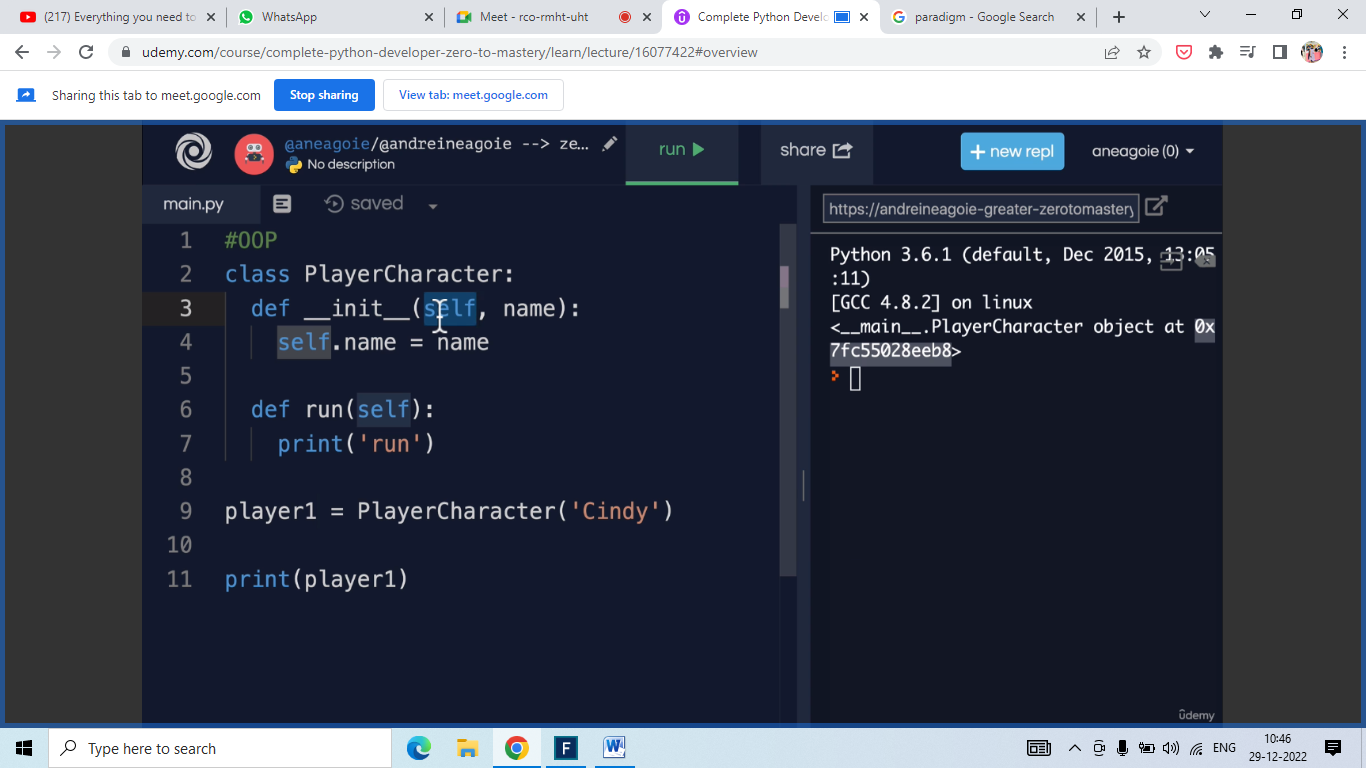 (217) Everything you need to
WhatsApp
Meet - rco-rmht-uht
Complete Python Develo
paradigm - Google Search
udemy.com/course/complete-python-developer-zero-to-mastery/learn/lecture/16077422#overview
Sharing this tab to meet.google.com
Stop sharing
View tab: meet.google.com
@aneagoie/@andreineagoie --> ze...
No description
run
share
+ new repl
aneagoie (0)
main.py
saved
https://andreineagoie-greater-zerotomastery
1 #OOP
2 class PlayerCharacter:
3 def __init__(self, name):
4 self.name = name
5
6 def run(self):
7 print('run')
8
9 player1 = PlayerCharacter('Cindy')
10
11 print(player1)
Python 3.6.1 (default, Dec 2015, 13:05
:11)
[GCC 4.8.2] on linux
<__main__.PlayerCharacter object at 0x
7fc55028eeb8>
ûdemy
Type here to search
F
W
ENG
10:46
29-12-2022